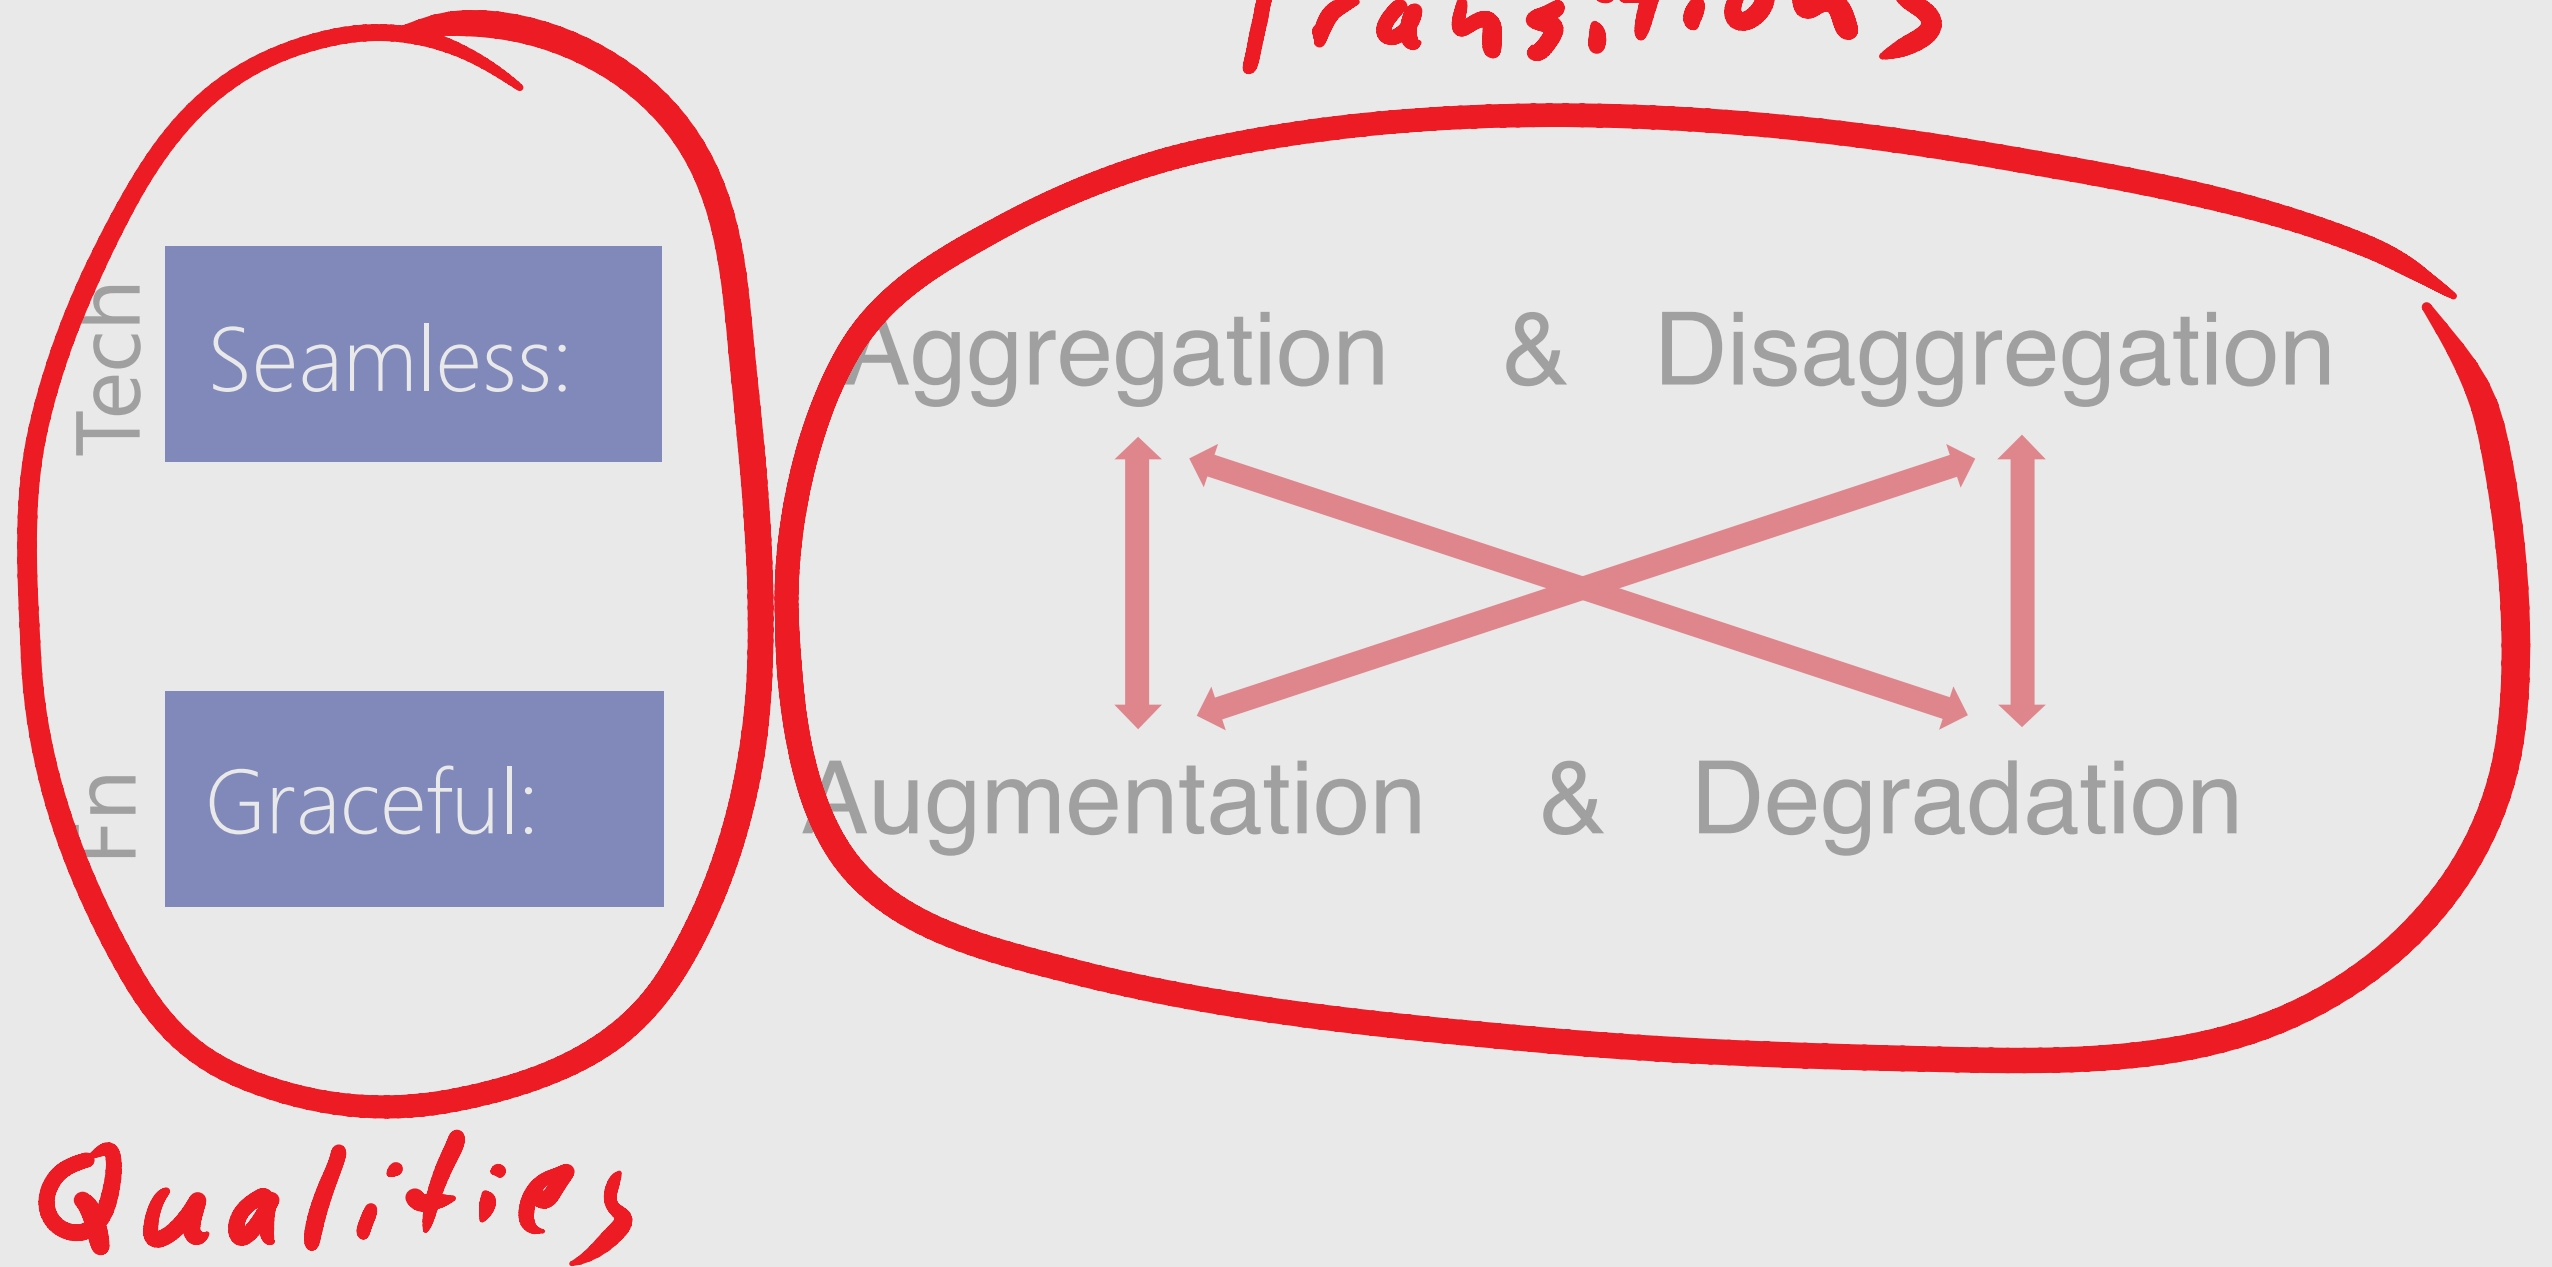 Transitions
Tech
Seamless:
Aggregation & Disaggregation
Fn
Graceful:
Augmentation & Degradation
Qualities